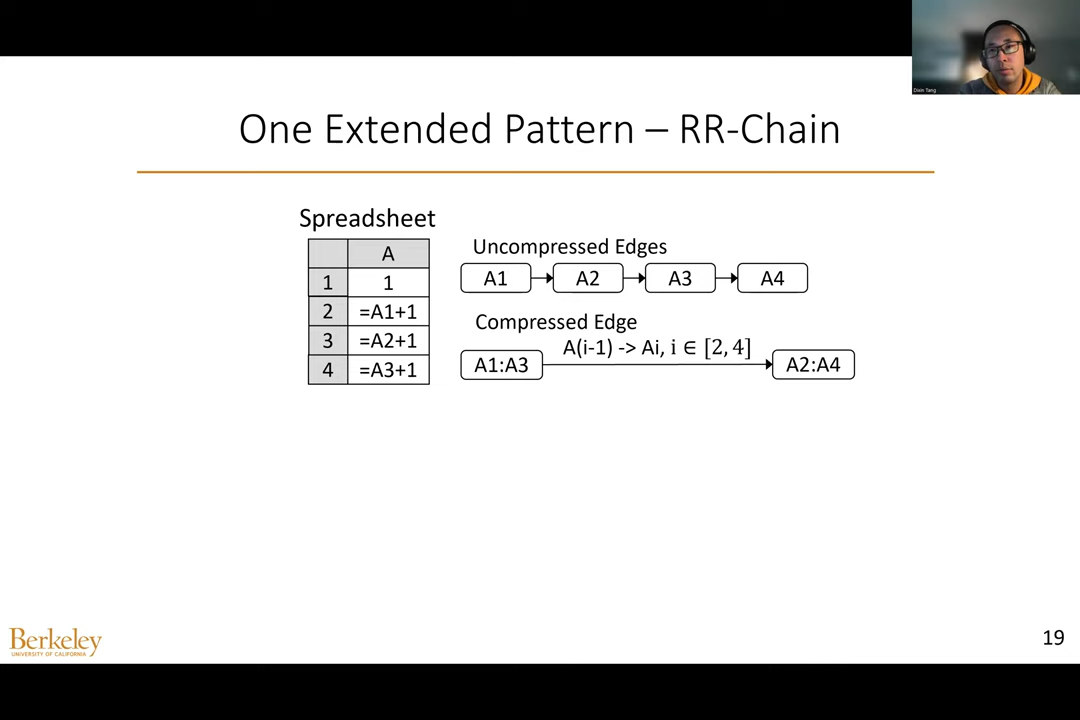 Dixin Tang
One Extended Pattern – RR-Chain
Spreadsheet
A
1 1
2 =A1+1
3 =A2+1
4 =A3+1
Uncompressed Edges
A1 A2 A3 A4
Compressed Edge
A(i-1) -> Ai, i ∈ [2, 4]
A1:A3 A2:A4
Berkeley
UNIVERSITY OF CALIFORNIA
19